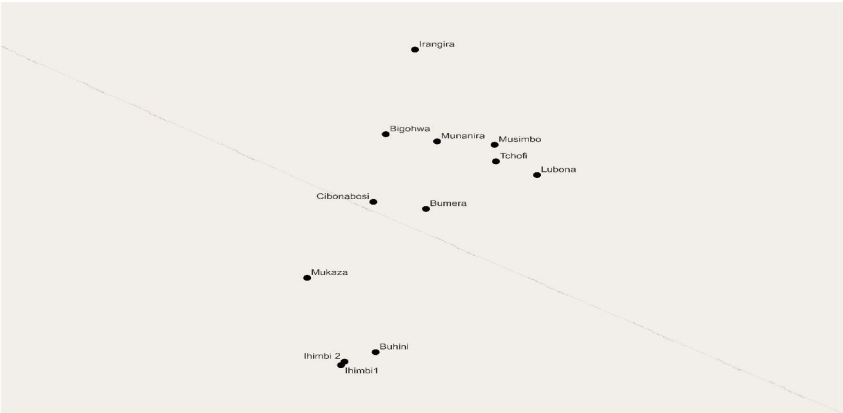 Irangira
Bigohwa
Munanira
Musimbo
Tchofi
Lubona
Cibonabosi
Bumera
Mukaza
Buhini
Ihimbi 2
Ihimbi1